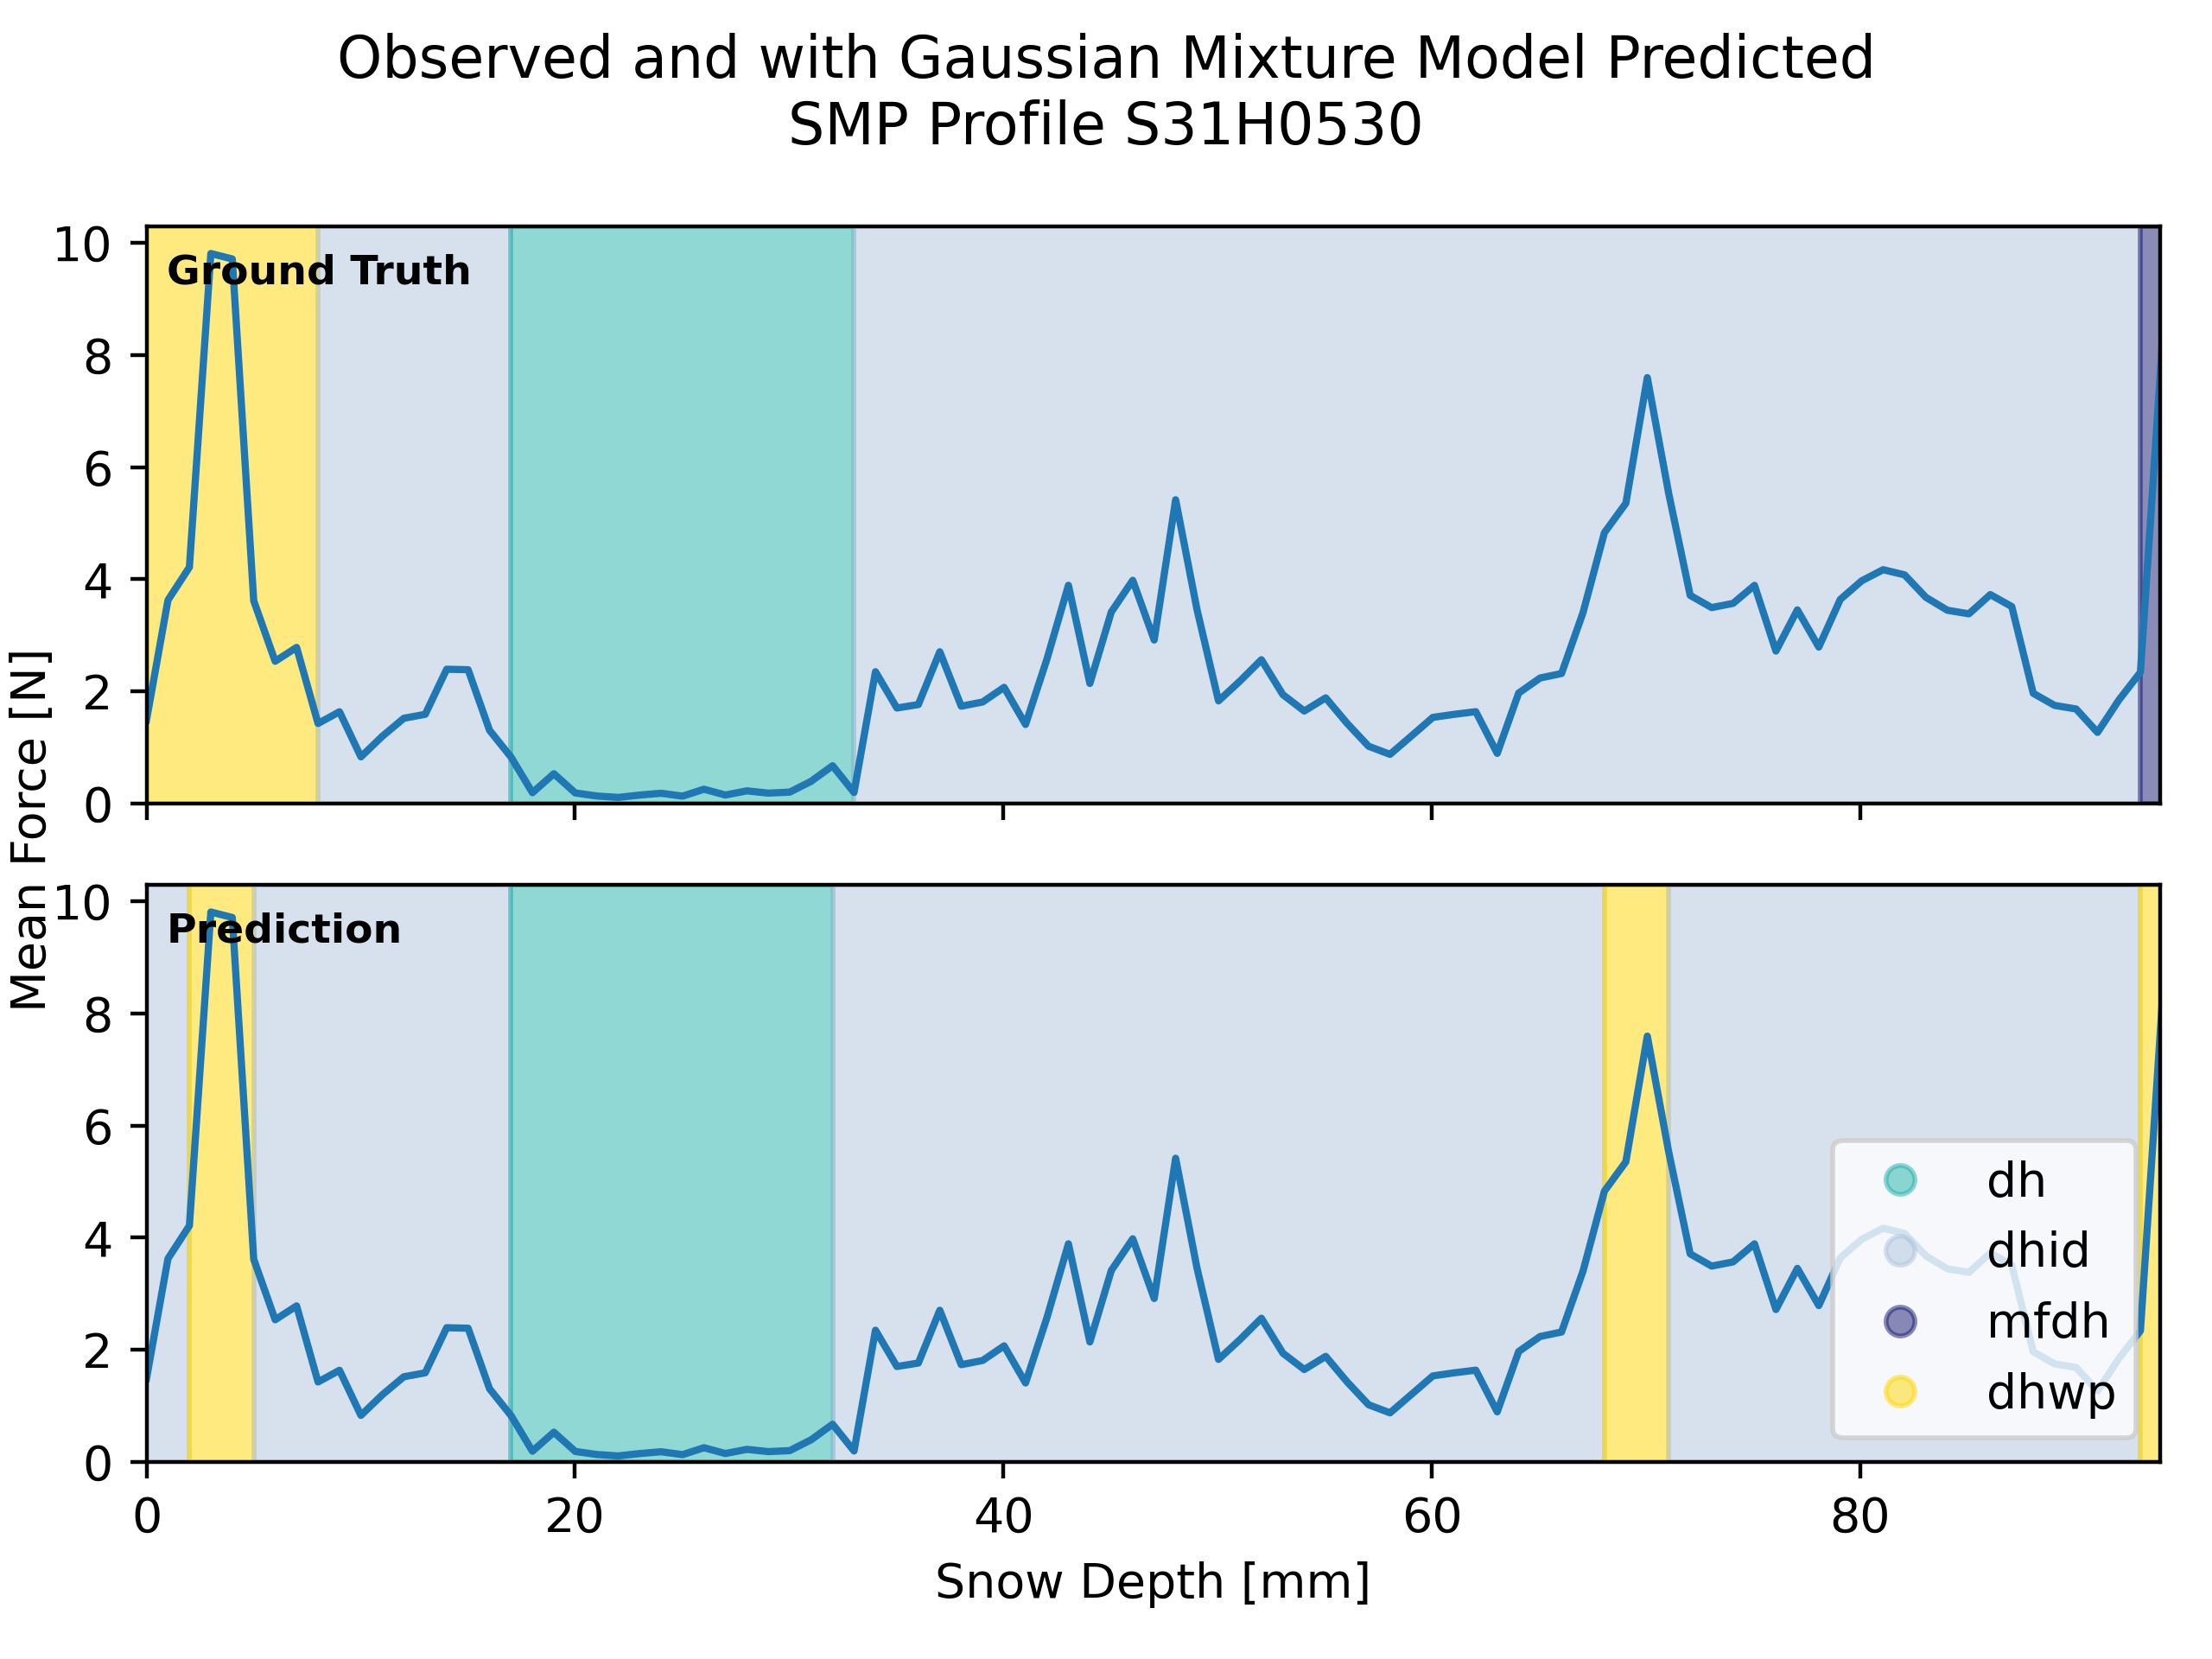 Observed and with Gaussian Mixture Model Predicted
SMP Profile S31H0530
Mean Force [N]
10
8
6
4
2
0
Ground Truth
10
8
6
4
2
0
Prediction
dh
dhid
mfdh
dhwp
0 20 40 60 80
Snow Depth [mm]